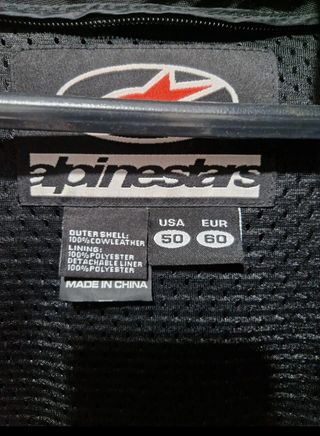 alpinestars
OUTER SHELL:
100%COWLEATHER
LINING:
100%POLYESTER
DETACHABLE LINER
100%POLYESTER
MADE IN CHINA
USA EUR
50 60